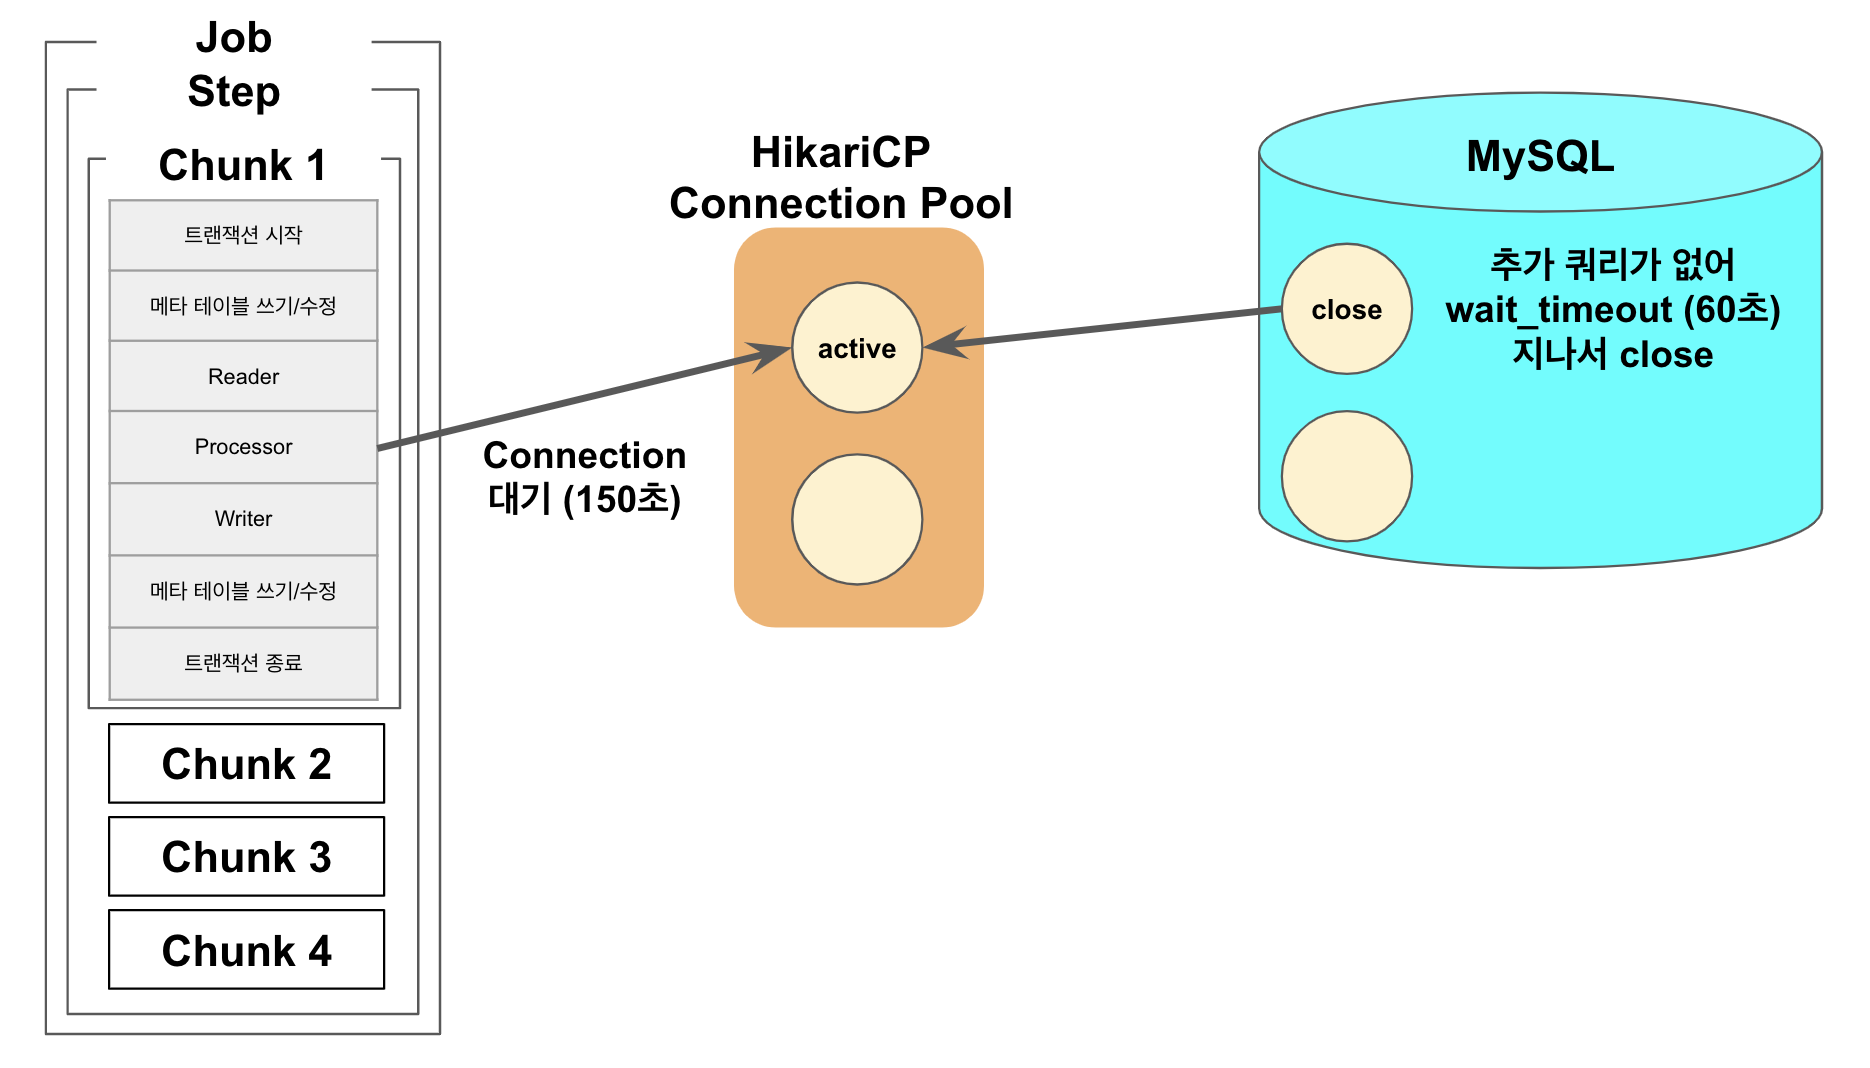 Job
Step
Chunk 1
트랜잭션 시작
메타 테이블 쓰기/수정
Reader
Processor
Writer
메타 테이블 쓰기/수정
트랜잭션 종료
Chunk 2
Chunk 3
Chunk 4
Connection
대기 (150초)
HikariCP
Connection Pool
active
MySQL
close
추가 쿼리가 없어
wait_timeout (60초)
지나서 close